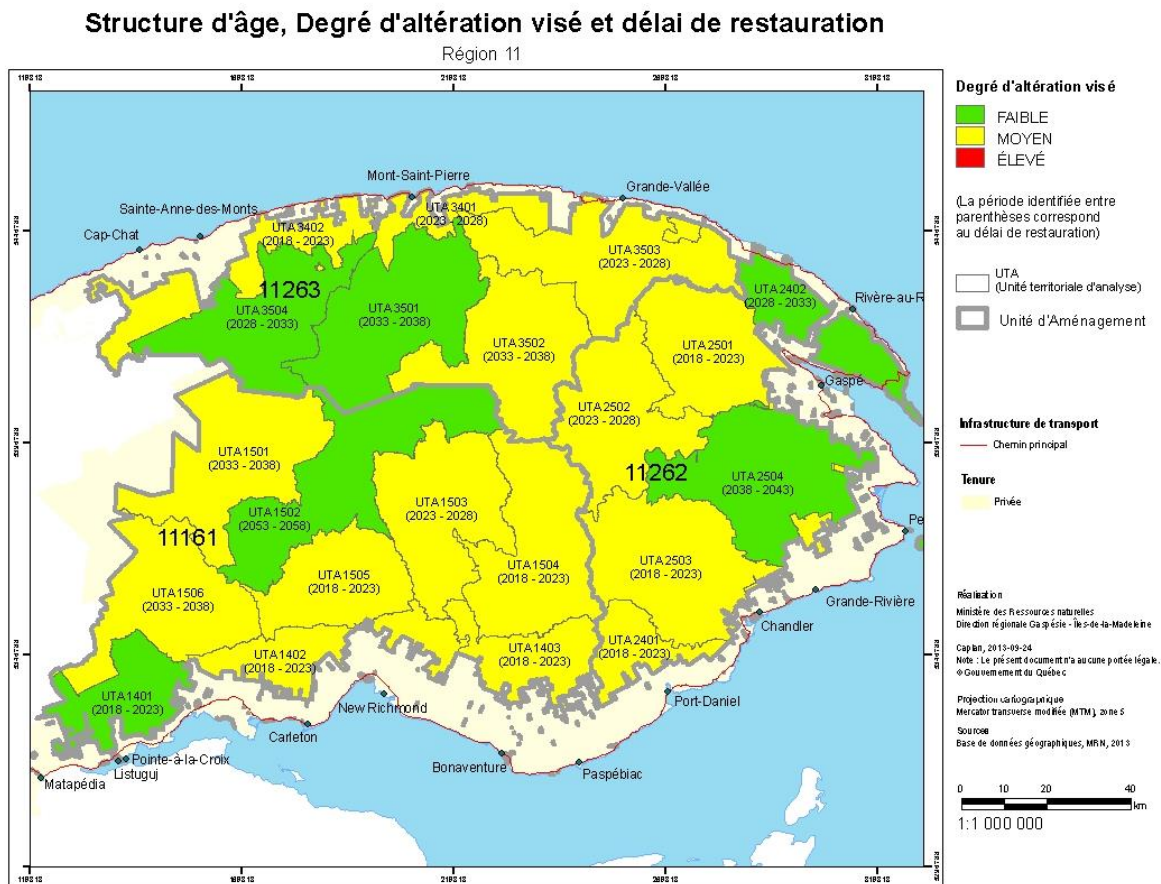 Structure d'âge, Degré d'altération visé et délai de restauration
Région 11
Degré d'altération visé
FAIBLE
MOYEN
ÉLEVÉ
(La période identifiée entre
parenthèses correspond
au délai de restauration)
UTA
(Unité territoriale d'analyse)
Unité d'Aménagement
Infrastructure de transport
Chemin principal
Tenure
Privée
Réalisation
Ministère des Ressources naturelles
Direction régionale Gaspésie - Îles-de-la-Madeleine
Caplan, 2013-09-24
Note : Le présent document n'a aucune portée légale.
© Gouvernement du Québec
Projection cartographique
Mercator transverse modifiée (MTM), zone 5
Sources
Base de données géographiques, MRN, 2013
0 10 20 40
km
1:1 000 000
Mont-Saint-Pierre
Grande-Vallée
Sainte-Anne-des-Monts
Cap-Chat
UTA3401
(2023 - 2028)
UTA3402
(2018 - 2023)
UTA3503
(2023 - 2028)
UTA2402
(2028 - 2033)
Rivère-au-R
11263
UTA3504
(2028 - 2033)
UTA3501
(2033 - 2038)
UTA3502
(2033 - 2038)
UTA2501
(2018 - 2023)
Gaspé
UTA2502
(2023 - 2028)
UTA1501
(2033 - 2038)
11262
UTA2504
(2038 - 2043)
UTA1502
(2053 - 2058)
UTA1503
(2023 - 2028)
11161
Pe
UTA1504
(2018 - 2023)
UTA2503
(2018 - 2023)
UTA1505
(2018 - 2023)
UTA1506
(2033 - 2038)
Grande-Rivière
Chandler
UTA1402
(2018 - 2023)
UTA1403
(2018 - 2023)
UTA2401
(2018 - 2023)
UTA1401
(2018 - 2023)
New Richmond
Port-Daniel
Carleton
Pointe-à-la-Croix
Listuguj
Matapédia
Bonaventure
Paspébiac